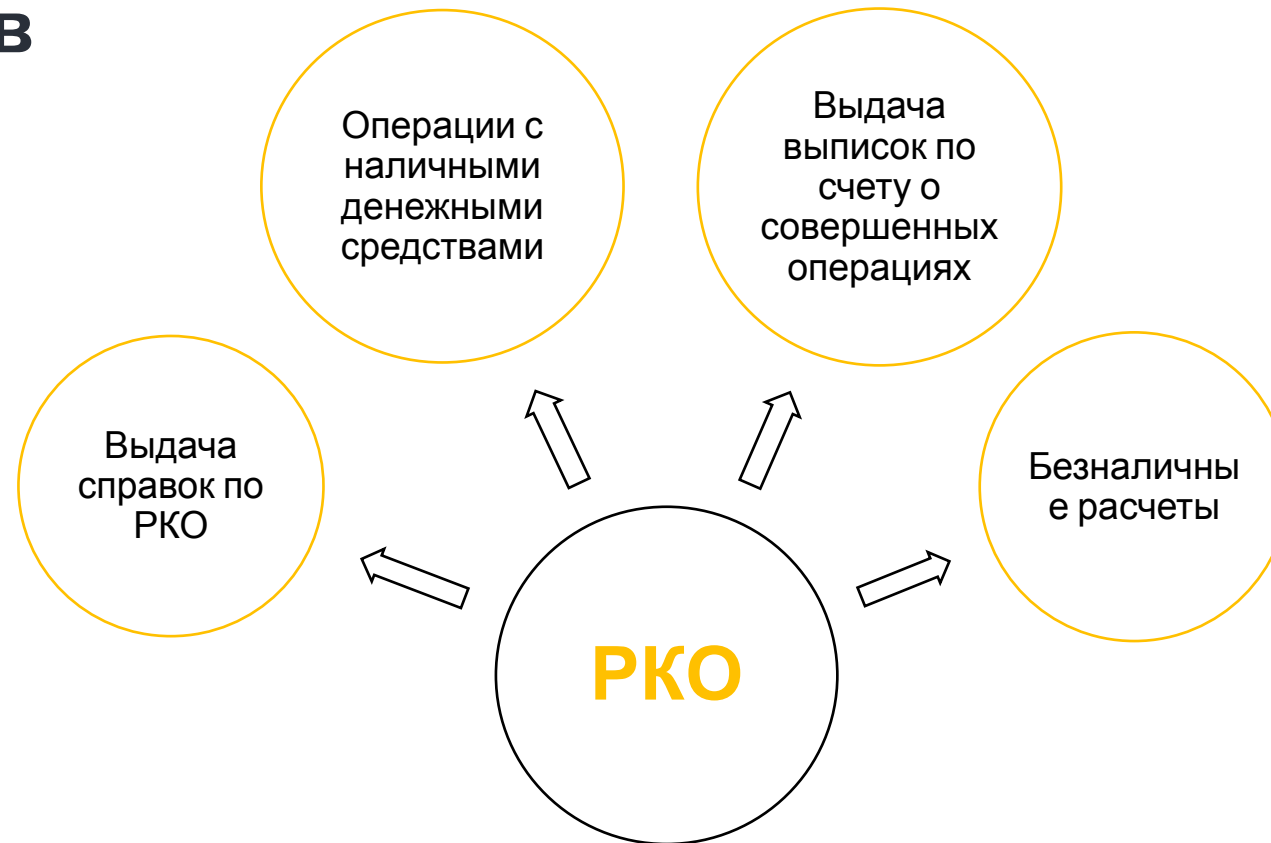 в
Операции с
наличными
денежными
средствами
Выдача
выписок по
счету о
совершенных
операциях
Выдача
справок по
РКО
Безналичны
е расчеты
РКО